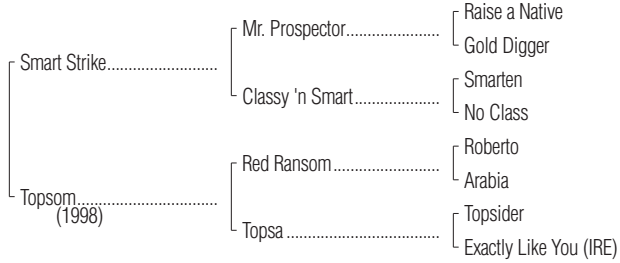 Raise a Native
Mr. Prospector....................
Gold Digger
Smart Strike..........................
Smarten
Classy 'n Smart....................
No Class
Roberto
Red Ransom.........................
Arabia
Topsom.................................
(1998)
Topsider
Topsa ....................................
Exactly Like You (IRE)